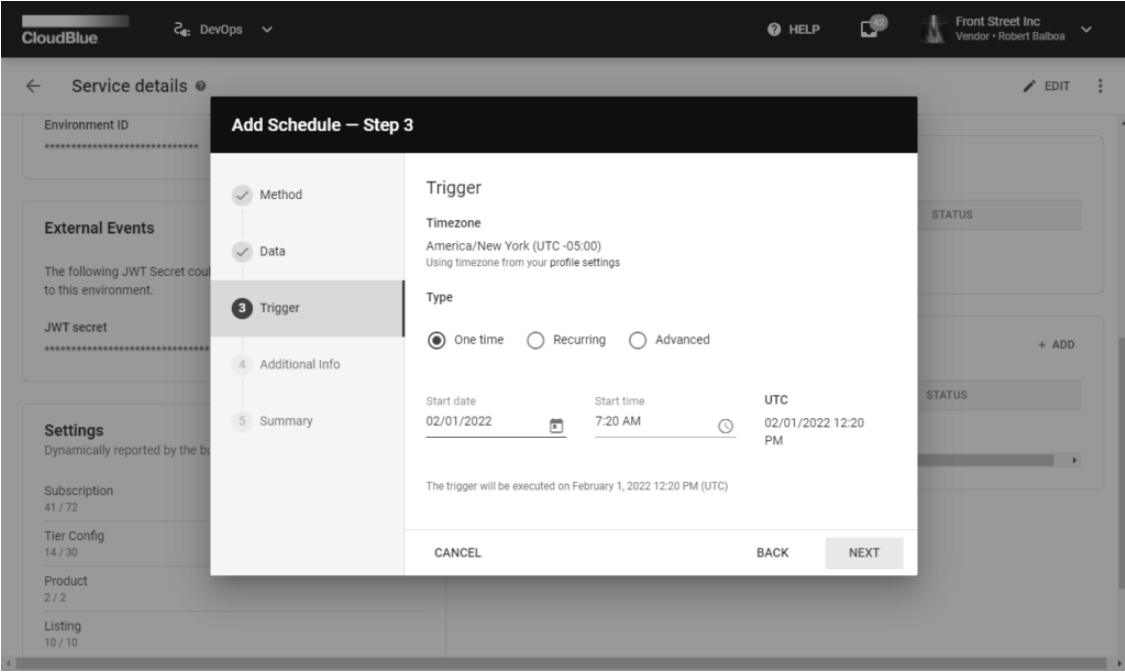 CloudBlue
DevOps
HELP
42
Front Street Inc
Vendor • Robert Balboa
Service details
EDIT
Environment ID
*****************************
External Events
The following JWT Secret coul
to this environment.
JWT secret
*******************************
Settings
Dynamically reported by the bu
Subscription
41 / 72
Tier Config
14 / 30
Product
2 / 2
Listing
10 / 10
Add Schedule — Step 3
Method
Data
3 Trigger
4 Additional Info
5 Summary
Trigger
Timezone
America/New York (UTC -05:00)
Using timezone from your profile settings
Type
One time
Recurring
Advanced
Start date
02/01/2022
Start time
7:20 AM
UTC
02/01/2022 12:20
PM
The trigger will be executed on February 1, 2022 12:20 PM (UTC)
CANCEL
BACK
NEXT
STATUS
+ ADD
STATUS